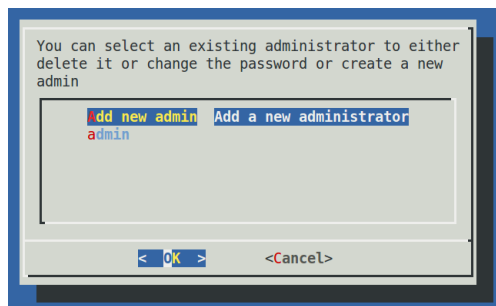 You can select an existing administrator to either
delete it or change the password or create a new
admin
Add new admin  Add a new administrator
admin
<  OK  >  <Cancel>